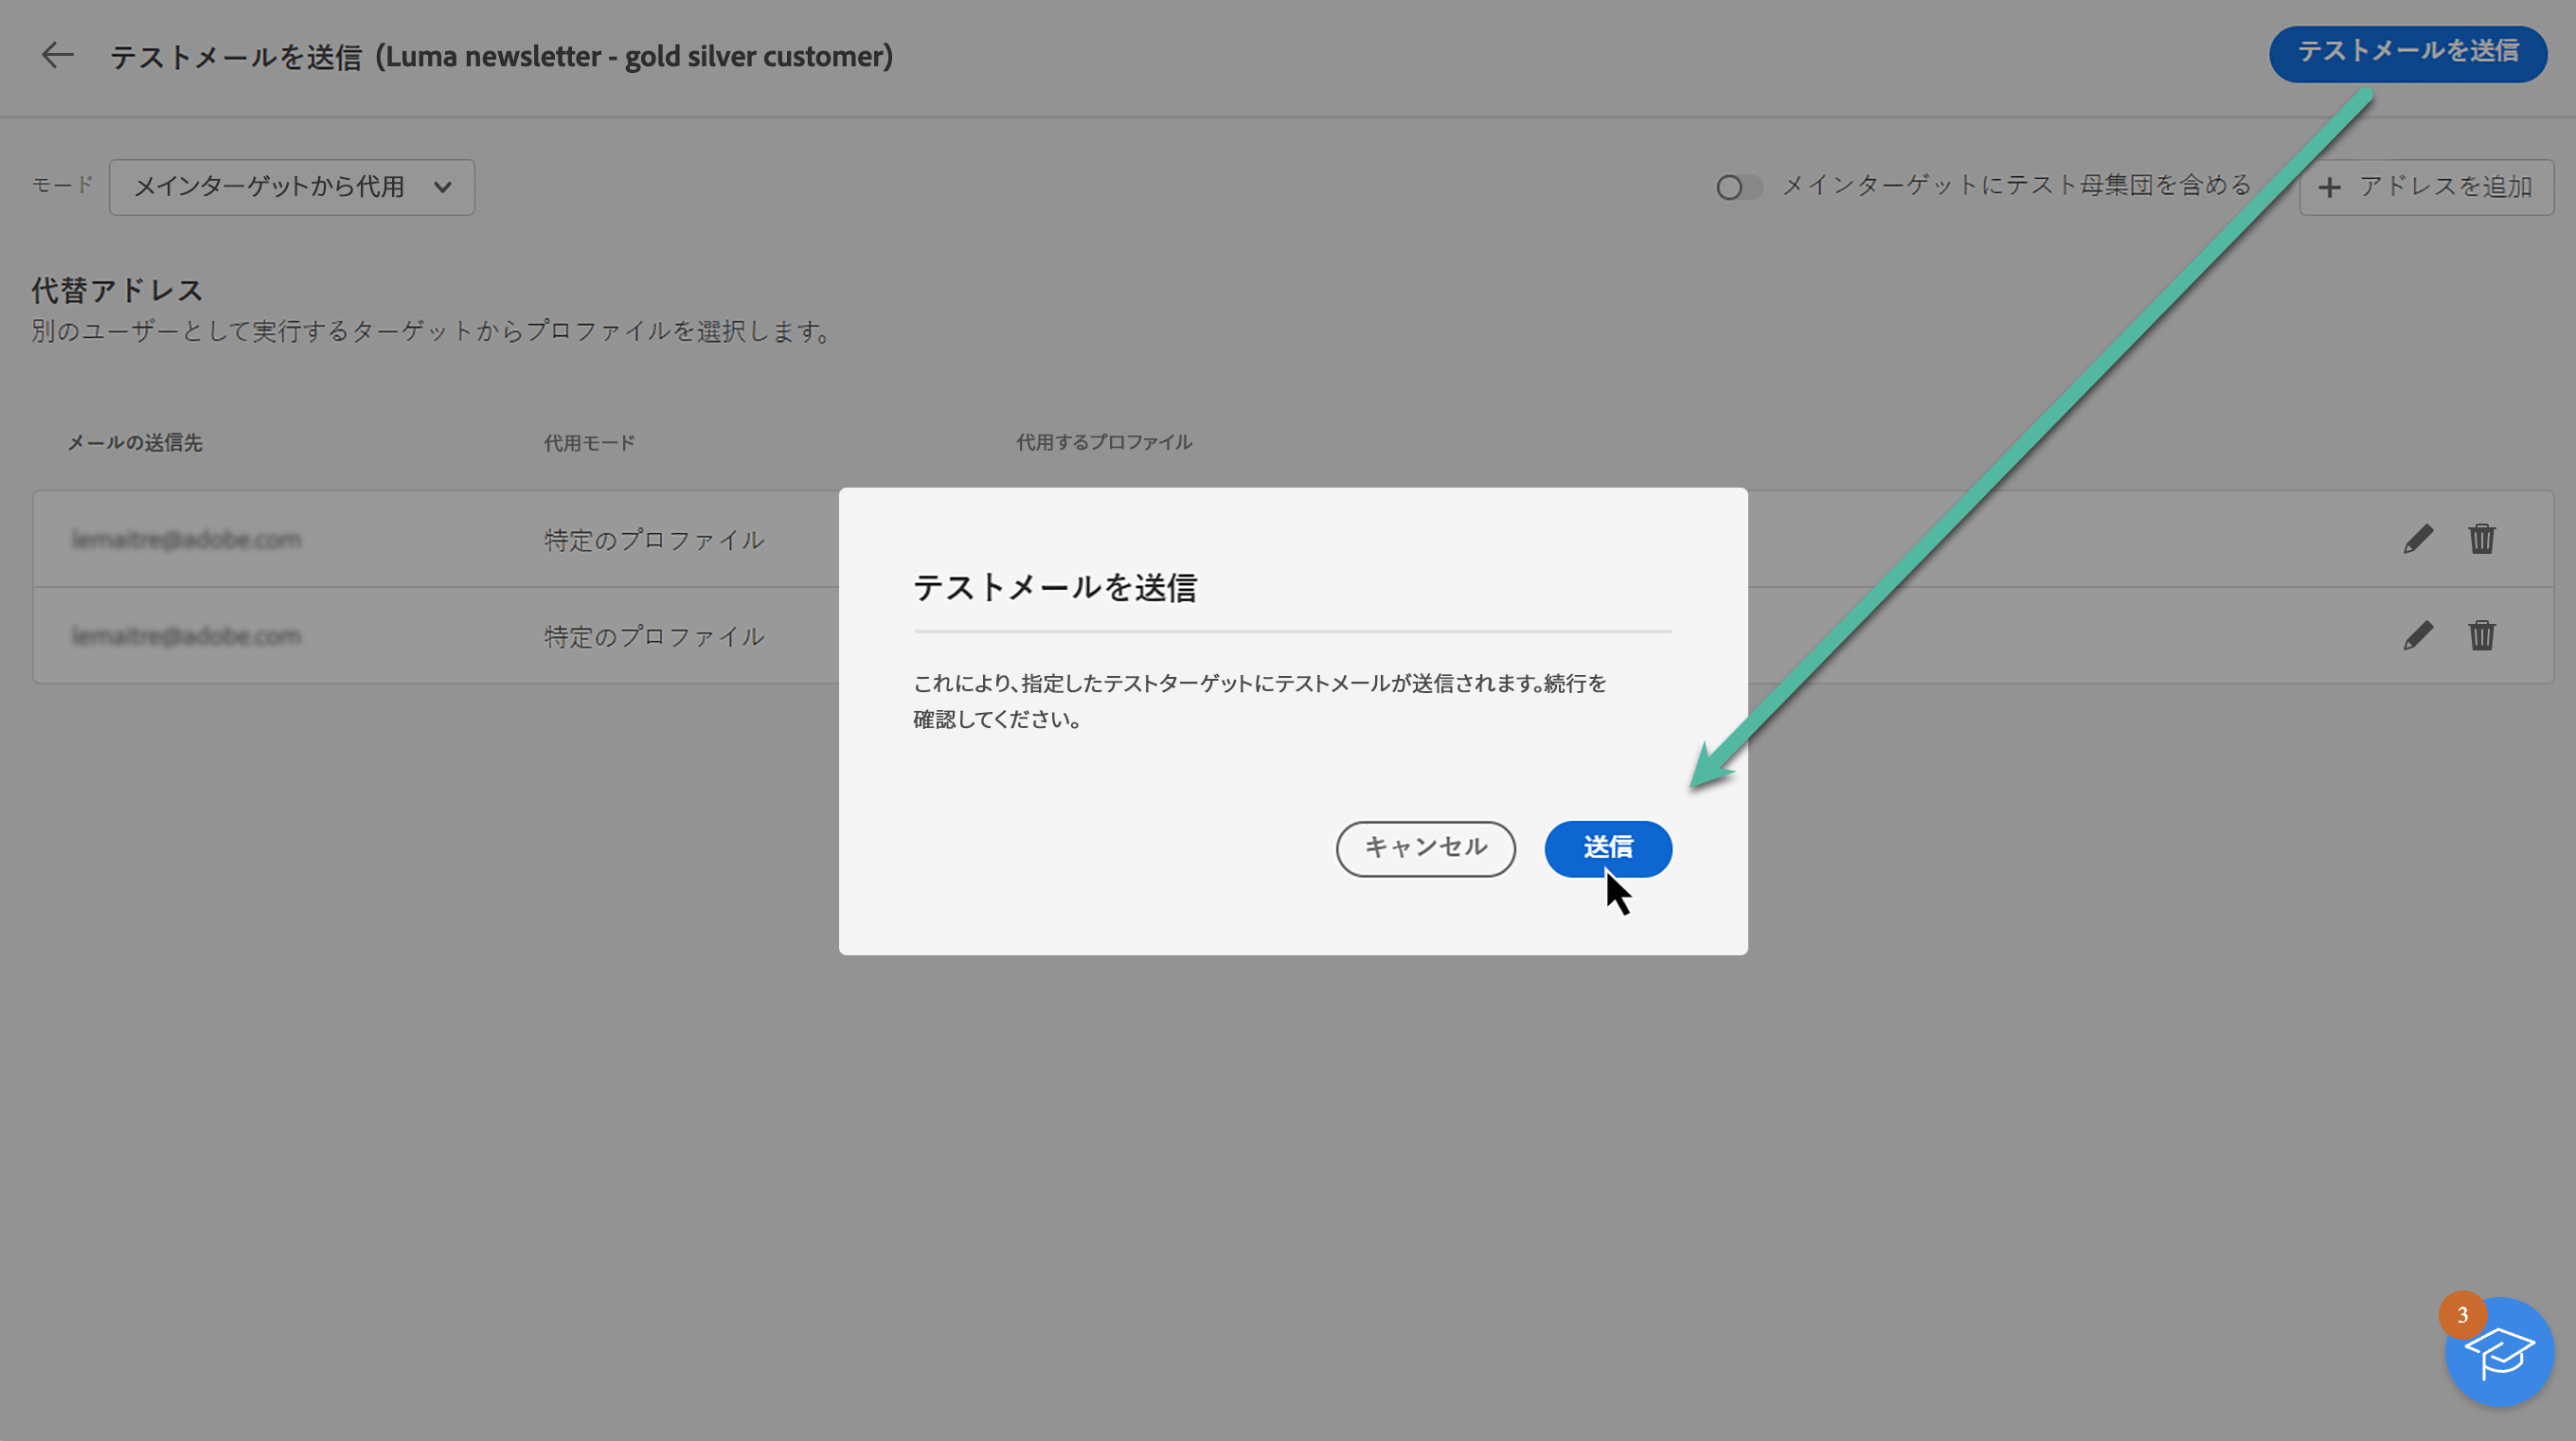 テストメールを送信 (Luma newsletter - gold silver customer)
テストメールを送信
モード
メインターゲットから代用
メインターゲットにテスト母集団を含める
アドレスを追加
代替アドレス
別のユーザーとして実行するターゲットからプロファイルを選択します。
メールの送信先 代用モード 代用するプロファイル
lemaitre@adobe.com 特定のプロファイル
lemaitre@adobe.com 特定のプロファイル
テストメールを送信
これにより、指定したテストターゲットにテストメールが送信されます。続行を
確認してください。
キャンセル 送信
3